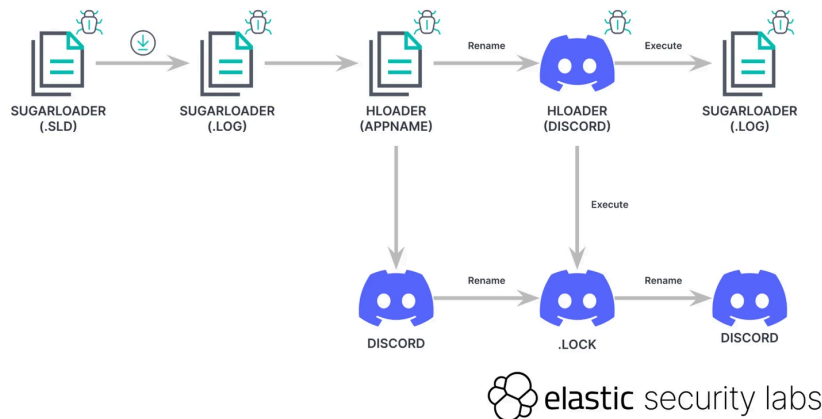 Rename
Execute
SUGARLOADER
(.SLD)
SUGARLOADER
(.LOG)
HLOADER
(APPNAME)
HLOADER
(DISCORD)
SUGARLOADER
(.LOG)
Execute
Rename
Rename
DISCORD
.LOCK
DISCORD
elastic security labs